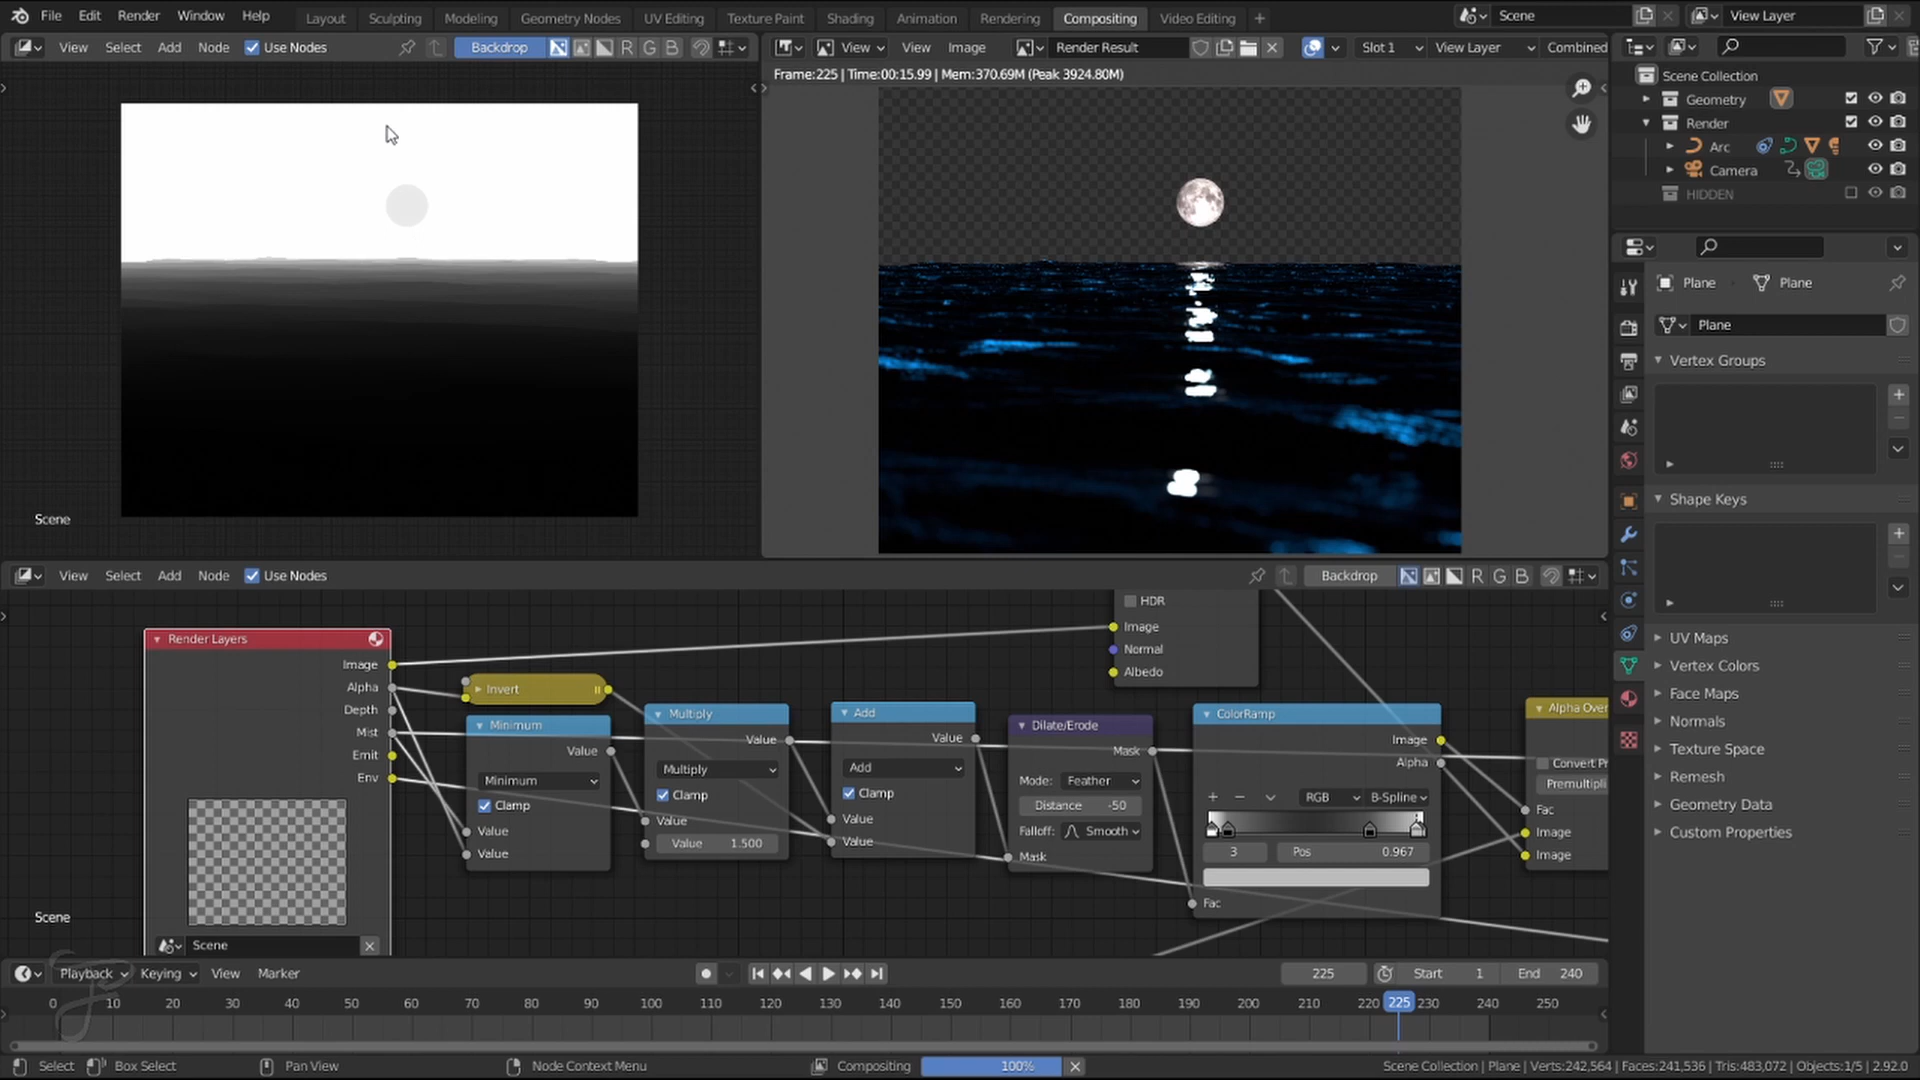 File Edit Render Window Help Layout Sculpting Modeling Geometry Nodes UV Editing Texture Paint Shading Animation Rendering Compositing Video Editing + Scene View Layer
View Select Add Node Use Nodes Backdrop R G B View View Image Render Result Slot 1 View Layer Combined
Frame:225 | Time:00:15.99 | Mem:370.69M (Peak 3924.80M)
Scene
Scene Collection
Geometry
Render
Arc
Camera
HIDDEN
Plane Plane
Plane
Vertex Groups
Shape Keys
UV Maps
Vertex Colors
Face Maps
Normals
Texture Space
Remesh
Geometry Data
Custom Properties
View Select Add Node Use Nodes Backdrop R G B
Render Layers
Image
Alpha
Depth
Mist
Emit
Env
Scene
Invert
Minimum
Value
Minimum
Clamp
Value
Value
Multiply
Value
Multiply
Clamp
Value
Value 1.500
Add
Value
Add
Clamp
Value
Value
HDR
Image
Normal
Albedo
Dilate/Erode
Mask
Mode: Feather
Distance -50
Falloff: Smooth
Mask
ColorRamp
Image
Alpha
RGB B-Spline
3 Pos 0.967
Fac
Alpha Over
Convert Pr
Premultipli
Fac
Image
Image
Scene
Playback Keying View Marker 225 Start 1 End 240
0 10 20 30 40 50 60 70 80 90 100 110 120 130 140 150 160 170 180 190 200 210 220 225 230 240 250
Select Box Select Pan View Node Context Menu Compositing 100% Scene Collection | Plane | Verts:242,564 | Faces:241,536 | Tris:483,072 | Objects:1/5 | 2.92.0